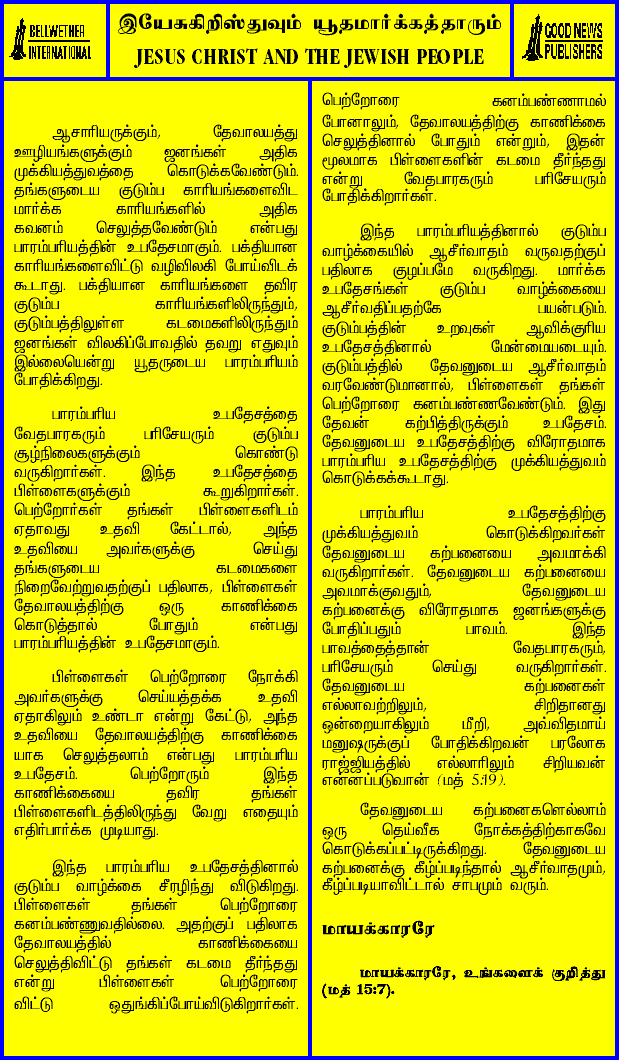 BELLWETHER
INTERNATIONAL
இயேசுகிறிஸ்துவும் யூதமார்க்கத்தாரும்
JESUS CHRIST AND THE JEWISH PEOPLE
GOOD NEWS
PUBLISHERS
ஆசாரியருக்கும், தேவாலயத்து
ஊழியங்களுக்கும் ஜனங்கள் அதிக
முக்கியத்துவத்தை கொடுக்கவேண்டும்.
தங்களுடைய குடும்ப காரியங்களைவிட
மார்க்க காரியங்களில் அதிக
கவனம் செலுத்தவேண்டும் என்பது
பாரம்பரியத்தின் உபதேசமாகும். பக்தியான
காரியங்களைவிட்டு வழிவிலகி போய்விடக்
கூடாது. பக்தியான காரியங்களை தவிர
குடும்ப காரியங்களிலிருந்தும்,
குடும்பத்திலுள்ள கடமைகளிலிருந்தும்
ஜனங்கள் விலகிப்போவதில் தவறு எதுவும்
இல்லையென்று யூதருடைய பாரம்பரியம்
போதிக்கிறது.
பாரம்பரிய உபதேசத்தை
வேதபாரகரும் பரிசேயரும் குடும்ப
சூழ்நிலைகளுக்கும் கொண்டு
வருகிறார்கள். இந்த உபதேசத்தை
பிள்ளைகளுக்கும் கூறுகிறார்கள்.
பெற்றோர்கள் தங்கள் பிள்ளைகளிடம்
ஏதாவது உதவி கேட்டால், அந்த
உதவியை அவர்களுக்கு செய்து
தங்களுடைய கடமைகளை
நிறைவேற்றுவதற்குப் பதிலாக, பிள்ளைகள்
தேவாலயத்திற்கு ஒரு காணிக்கை
கொடுத்தால் போதும் என்பது
பாரம்பரியத்தின் உபதேசமாகும்.
பிள்ளைகள் பெற்றோரை நோக்கி
அவர்களுக்கு செய்யத்தக்க உதவி
ஏதாகிலும் உண்டா என்று கேட்டு, அந்த
உதவியை தேவாலயத்திற்கு காணிக்கை
யாக செலுத்தலாம் என்பது பாரம்பரிய
உபதேசம். பெற்றோரும் இந்த
காணிக்கையை தவிர தங்கள்
பிள்ளைகளிடத்திலிருந்து வேறு எதையும்
எதிர்பார்க்க முடியாது.
இந்த பாரம்பரிய உபதேசத்தினால்
குடும்ப வாழ்க்கை சீரழிந்து விடுகிறது.
பிள்ளைகள் தங்கள் பெற்றோரை
கனம்பண்ணுவதில்லை. அதற்குப் பதிலாக
தேவாலயத்தில் காணிக்கையை
செலுத்திவிட்டு தங்கள் கடமை தீர்ந்தது
என்று பிள்ளைகள் பெற்றோரை
விட்டு ஒதுங்கிப்போய்விடுகிறார்கள்.
பெற்றோரை கனம்பண்ணாமல்
போனாலும், தேவாலயத்திற்கு காணிக்கை
செலுத்தினால் போதும் என்றும், இதன்
மூலமாக பிள்ளைகளின் கடமை தீர்ந்தது
என்று வேதபாரகரும் பரிசேயரும்
போதிக்கிறார்கள்.
இந்த பாரம்பரியத்தினால் குடும்ப
வாழ்க்கையில் ஆசீர்வாதம் வருவதற்குப்
பதிலாக குழப்பமே வருகிறது. மார்க்க
உபதேசங்கள் குடும்ப வாழ்க்கையை
ஆசீர்வதிப்பதற்கே பயன்படும்.
குடும்பத்தின் உறவுகள் ஆவிக்குரிய
உபதேசத்தினால் மேன்மையடையும்.
குடும்பத்தில் தேவனுடைய ஆசீர்வாதம்
வரவேண்டுமானால், பிள்ளைகள் தங்கள்
பெற்றோரை கனம்பண்ணவேண்டும். இது
தேவன் கற்பித்திருக்கும் உபதேசம்.
தேவனுடைய உபதேசத்திற்கு விரோதமாக
பாரம்பரிய உபதேசத்திற்கு முக்கியத்துவம்
கொடுக்கக்கூடாது.
பாரம்பரிய உபதேசத்திற்கு
முக்கியத்துவம் கொடுக்கிறவர்கள்
தேவனுடைய கற்பனையை அவமாக்கி
வருகிறார்கள். தேவனுடைய கற்பனையை
அவமாக்குவதும், தேவனுடைய
கற்பனைக்கு விரோதமாக ஜனங்களுக்கு
போதிப்பதும் பாவம். இந்த
பாவத்தைத்தான் வேதபாரகரும்,
பரிசேயரும் செய்து வருகிறார்கள்.
தேவனுடைய கற்பனைகள்
எல்லாவற்றிலும், சிறிதானது
ஒன்றையாகிலும் மீறி, அவ்விதமாய்
மனுஷருக்குப் போதிக்கிறவன் பரலோக
ராஜ்ஜியத்தில் எல்லாரிலும் சிறியவன்
என்னப்படுவான் (மத் 5:19).
தேவனுடைய கற்பனைகளெல்லாம்
ஒரு தெய்வீக நோக்கத்திற்காகவே
கொடுக்கப்பட்டிருக்கிறது. தேவனுடைய
கற்பனைக்கு கீழ்ப்படிந்தால் ஆசீர்வாதமும்,
கீழ்ப்படியாவிட்டால் சாபமும் வரும்.
மாயக்காரரே
மாயக்காரரே, உங்களைக் குறித்து
(மத் 15:7).